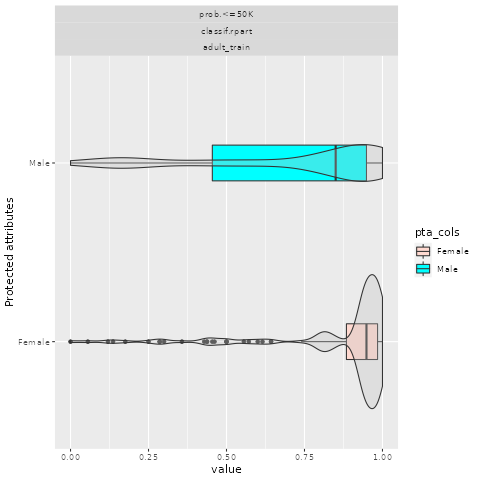 prob.<=50K
classif.rpart
adult_train
Male
Female
Protected attributes
0.00 0.25 0.50 0.75 1.00
value
pta_cols
Female
Male